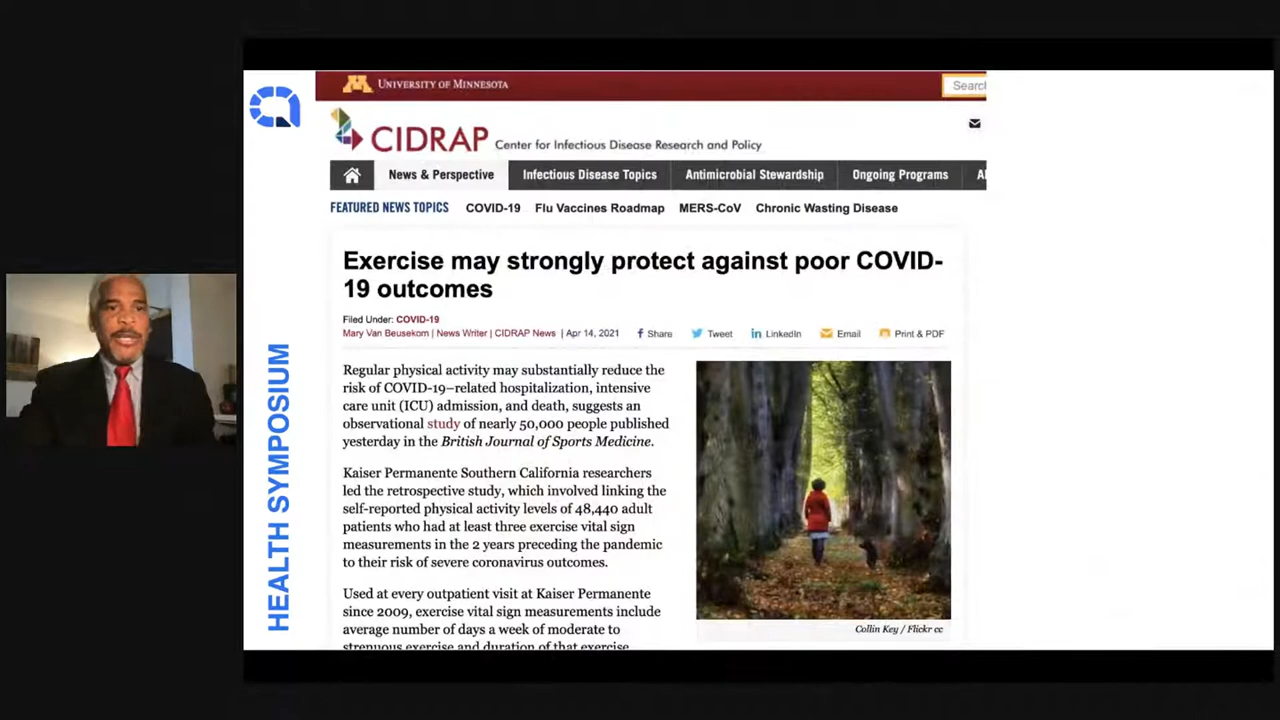 UNIVERSITY OF MINNESOTA
Search
CIDRAP Center for Infectious Disease Research and Policy
News & Perspective Infectious Disease Topics Antimicrobial Stewardship Ongoing Programs
FEATURED NEWS TOPICS COVID-19 Flu Vaccines Roadmap MERS-CoV Chronic Wasting Disease
Exercise may strongly protect against poor COVID-
19 outcomes
Filed Under: COVID-19
Mary Van Beusekom | News Writer | CIDRAP News | Apr 14, 2021 Share Tweet LinkedIn Email Print & PDF
Regular physical activity may substantially reduce the
risk of COVID-19–related hospitalization, intensive
care unit (ICU) admission, and death, suggests an
observational study of nearly 50,000 people published
yesterday in the British Journal of Sports Medicine.
Kaiser Permanente Southern California researchers
led the retrospective study, which involved linking the
self-reported physical activity levels of 48,440 adult
patients who had at least three exercise vital sign
measurements in the 2 years preceding the pandemic
to their risk of severe coronavirus outcomes.
Used at every outpatient visit at Kaiser Permanente
since 2009, exercise vital sign measurements include
average number of days a week of moderate to
strenuous exercise and duration of that exercise
Collin Key / Flickr cc
HEALTH SYMPOSIUM